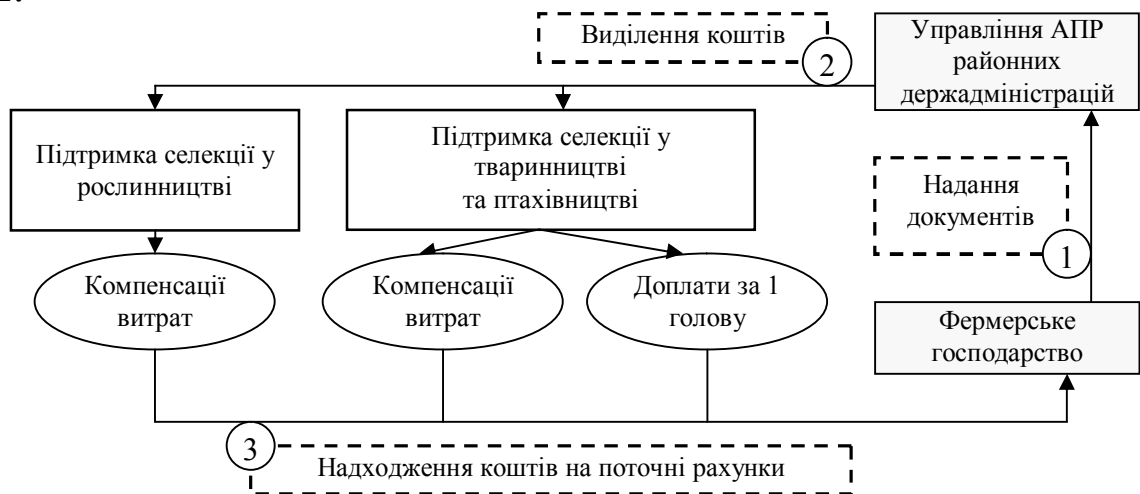 Виділення коштів
2
Управління АПР
районних
держадміністрацій
Підтримка селекції у
рослинництві
Підтримка селекції у
тваринництві
та птахівництві
Надання
документів
1
Компенсації
витрат
Компенсації
витрат
Доплати за 1
голову
Фермерське
господарство
3
Надходження коштів на поточні рахунки